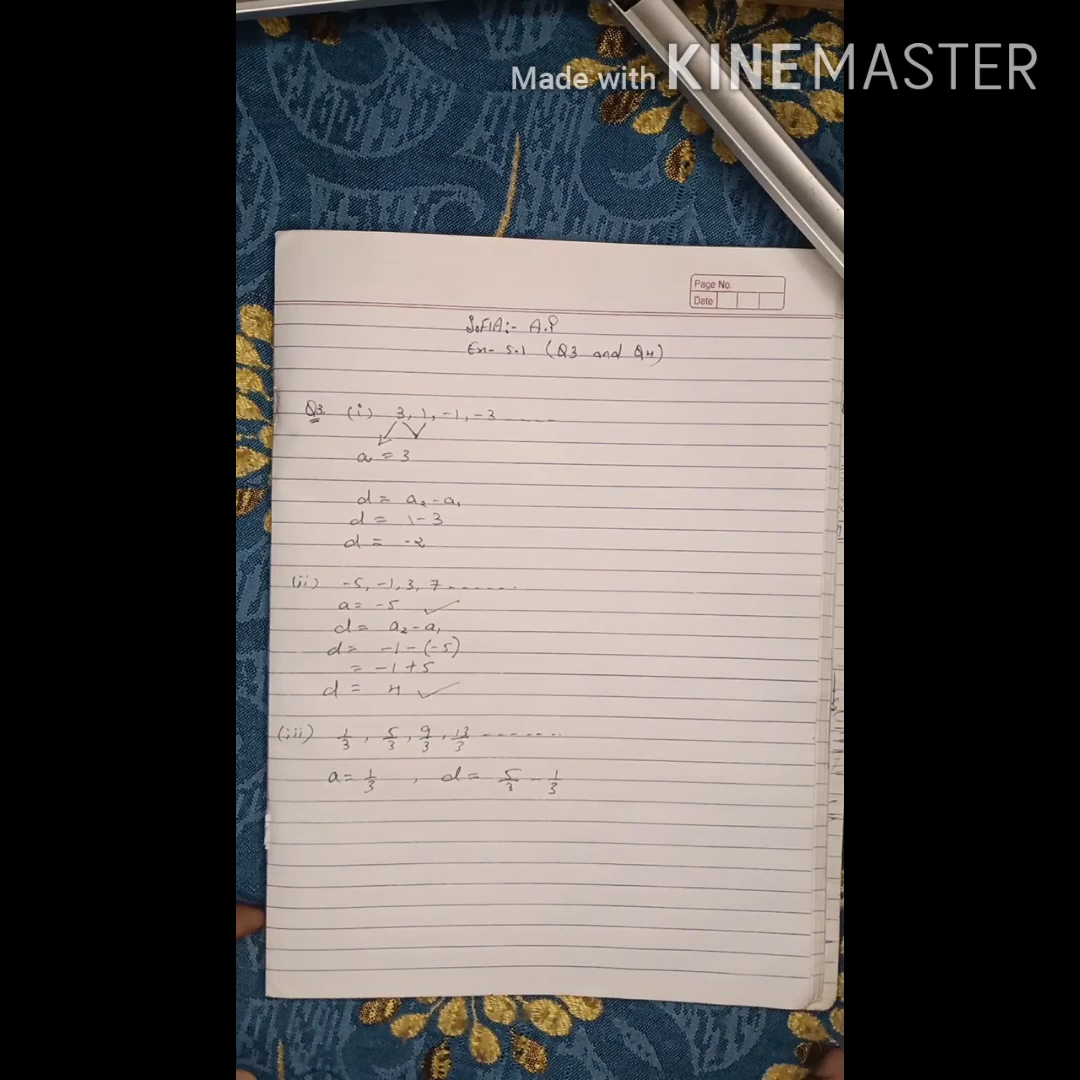 Made with KINEMASTER
Page No.
Date
SOFIA:- A.P
Ex- 5.1 (Q3 and Q4)
Q3. (i) 3, 1, -1, -3 ------
a = 3
d = a₂ - a₁
d = 1 - 3
d = -2
(ii) -5, -1, 3, 7 -------
a = -5 ✓
d = a₂ - a₁
d = -1 - (-5)
= -1 + 5
d = 4 ✓
(iii) 1/3, 5/3, 9/3, 13/3 -------
a = 1/3 , d = 5/3 - 1/3